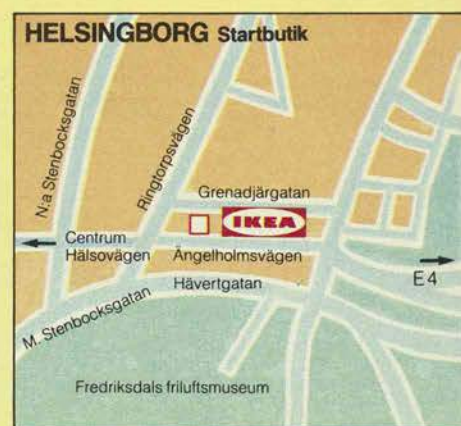 HELSINGBORG Startbutik
N:a Stenbocksgatan
Ringtorpsvägen
Grenadjärgatan
IKEA
Centrum
Hälsovägen
Ängelholmsvägen
E4
Hävertgatan
M. Stenbocksgatan
Fredriksdals friluftsmuseum